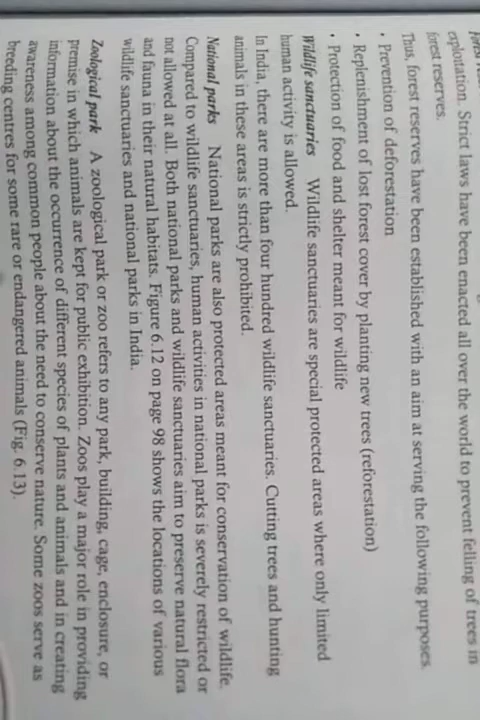 exploitation. Strict laws have been enacted all over the world to prevent felling of trees in
forest reserves.
Thus, forest reserves have been established with an aim at serving the following purposes.
• Prevention of deforestation
• Replenishment of lost forest cover by planting new trees (reforestation)
• Protection of food and shelter meant for wildlife
Wildlife sanctuaries Wildlife sanctuaries are special protected areas where only limited
human activity is allowed.
In India, there are more than four hundred wildlife sanctuaries. Cutting trees and hunting
animals in these areas is strictly prohibited.
National parks National parks are also protected areas meant for conservation of wildlife.
Compared to wildlife sanctuaries, human activities in national parks is severely restricted or
not allowed at all. Both national parks and wildlife sanctuaries aim to preserve natural flora
and fauna in their natural habitats. Figure 6.12 on page 98 shows the locations of various
wildlife sanctuaries and national parks in India.
Zoological park A zoological park or zoo refers to any park, building, cage, enclosure, or
premise in which animals are kept for public exhibition. Zoos play a major role in providing
information about the occurrence of different species of plants and animals and in creating
awareness among common people about the need to conserve nature. Some zoos serve as
breeding centres for some rare or endangered animals (Fig. 6.13).